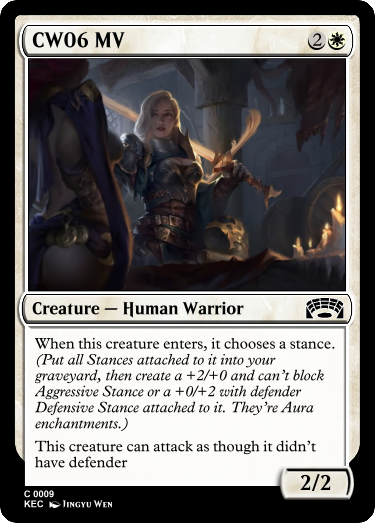 CW06 MV
2
Creature — Human Warrior
When this creature enters, it chooses a stance.
(Put all Stances attached to it into your
graveyard, then create a +2/+0 and can't block
Aggressive Stance or a +0/+2 with defender
Defensive Stance attached to it. They're Aura
enchantments.)
This creature can attack as though it didn't
have defender
2/2
C 0009
KEC Jingyu Wen